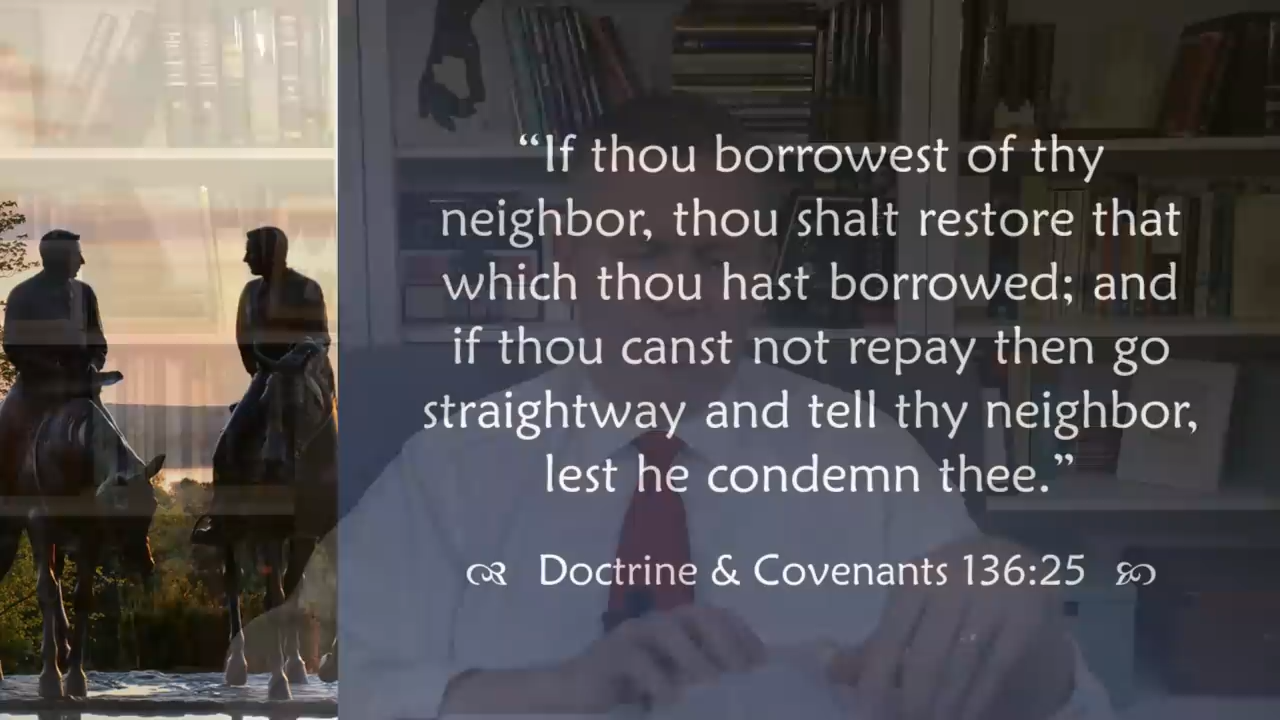 “If thou borrowest of thy
neighbor, thou shalt restore that
which thou hast borrowed; and
if thou canst not repay then go
straightway and tell thy neighbor,
lest he condemn thee.”
Doctrine & Covenants 136:25